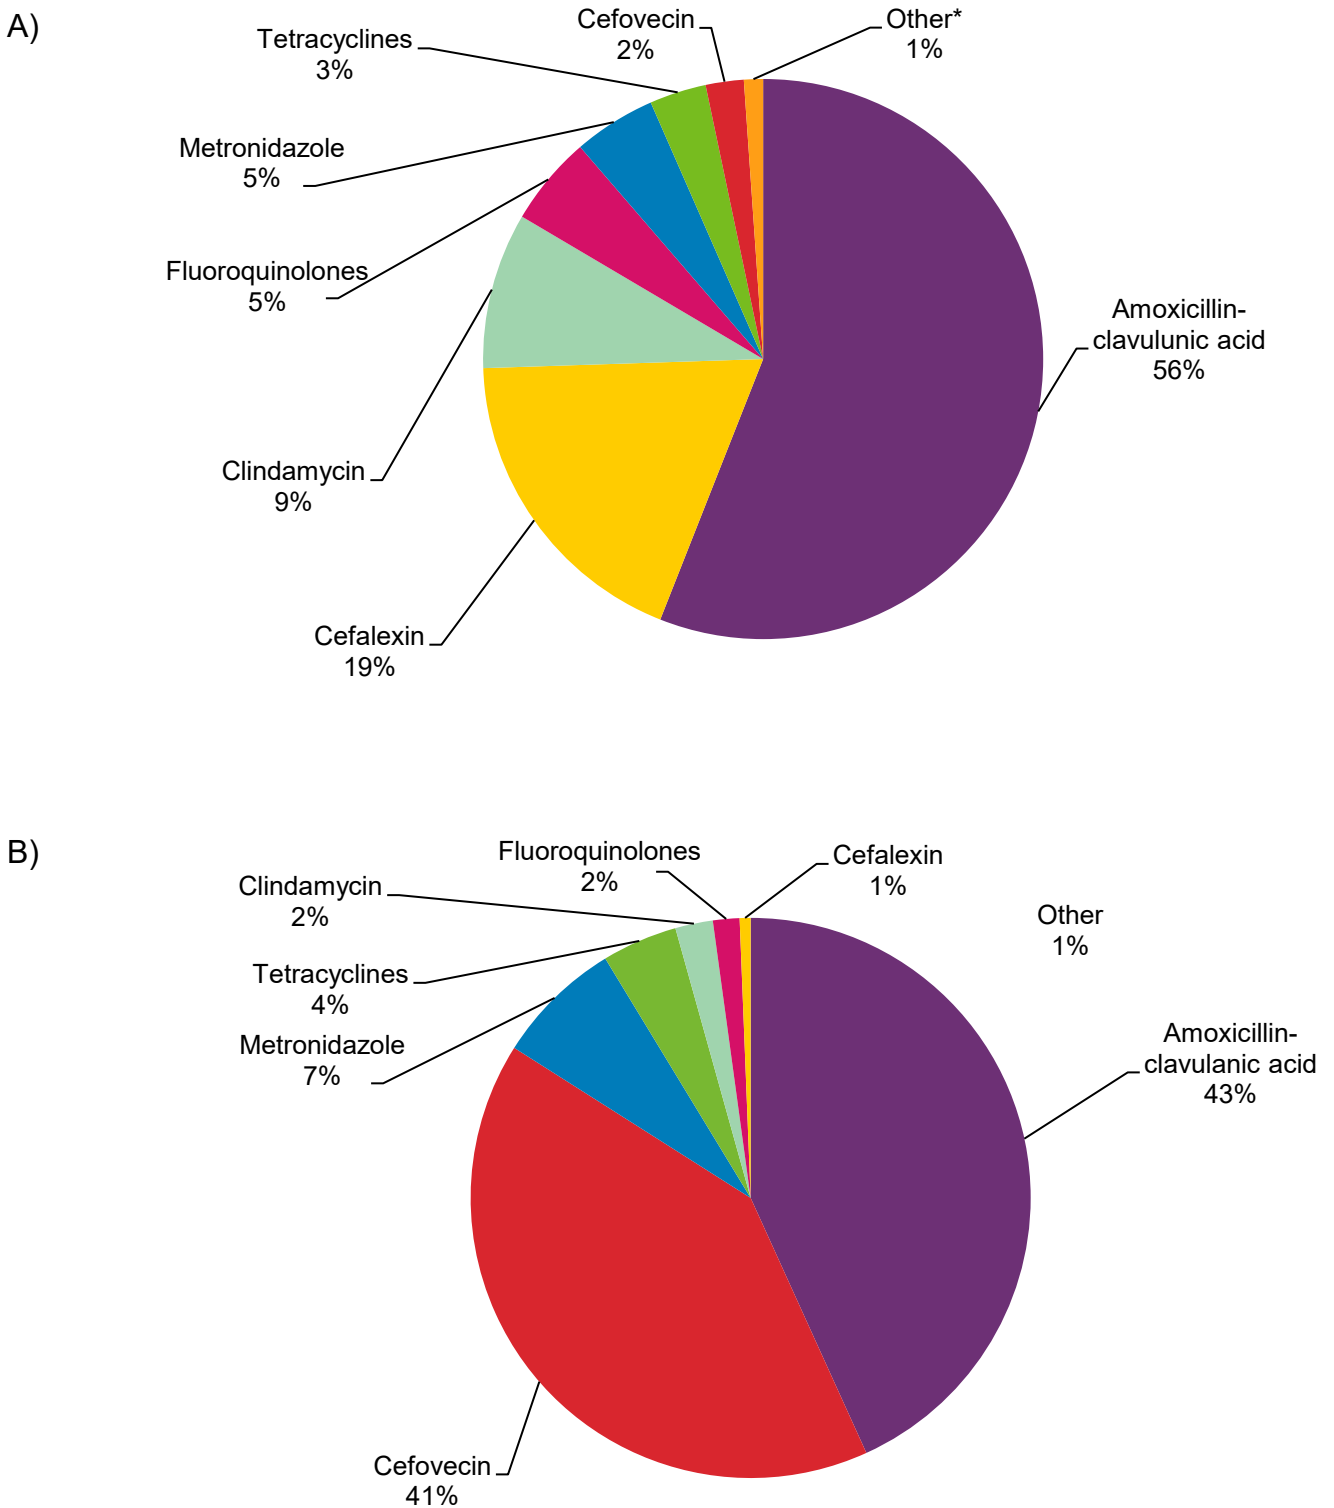 A)
Cefovecin
2%
Other*
1%
Tetracyclines
3%
Metronidazole
5%
Fluoroquinolones
5%
Amoxicillin-
clavulunic acid
56%
Clindamycin
9%
Cefalexin
19%
B)
Fluoroquinolones
2%
Cefalexin
1%
Clindamycin
2%
Other
1%
Tetracyclines
4%
Metronidazole
7%
Amoxicillin-
clavulanic acid
43%
Cefovecin
41%